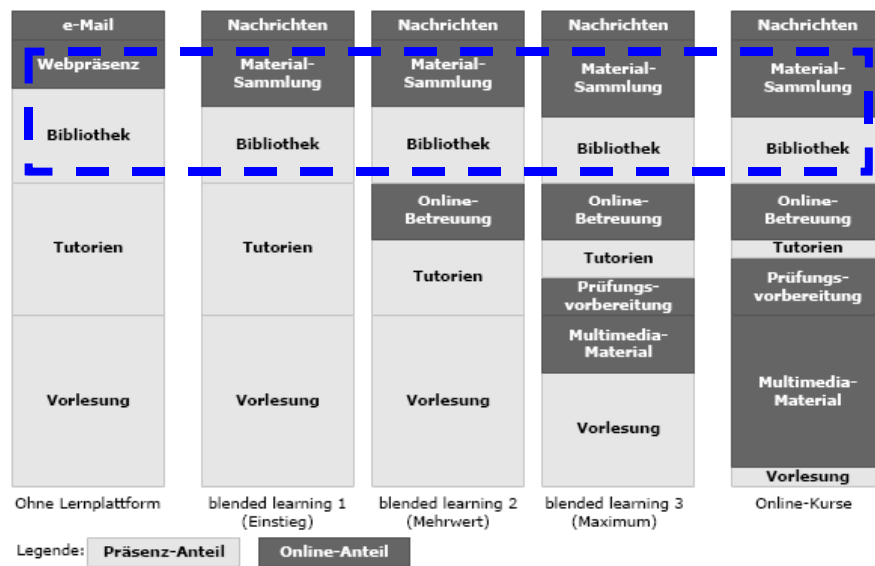 e-Mail
Webpräsenz
Bibliothek
Tutorien
Vorlesung
Ohne Lernplattform
Nachrichten
Material-
Sammlung
Bibliothek
Tutorien
Vorlesung
blended learning 1
(Einstieg)
Nachrichten
Material-
Sammlung
Bibliothek
Online-
Betreuung
Tutorien
Vorlesung
blended learning 2
(Mehrwert)
Nachrichten
Material-
Sammlung
Bibliothek
Online-
Betreuung
Tutorien
Prüfungs-
vorbereitung
Multimedia-
Material
Vorlesung
blended learning 3
(Maximum)
Nachrichten
Material-
Sammlung
Bibliothek
Online-
Betreuung
Tutorien
Prüfungs-
vorbereitung
Multimedia-
Material
Vorlesung
Online-Kurse
Legende: Präsenz-Anteil Online-Anteil